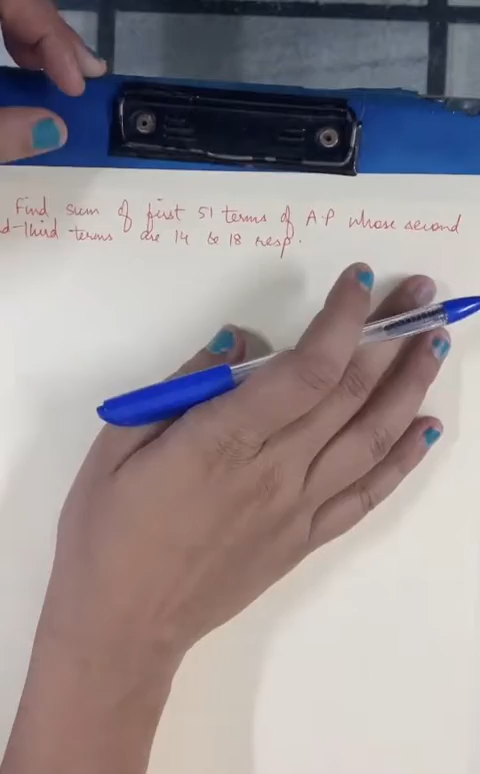 Find sum of first 51 terms of A.P whose second
d third terms are 14 & 18 resp.